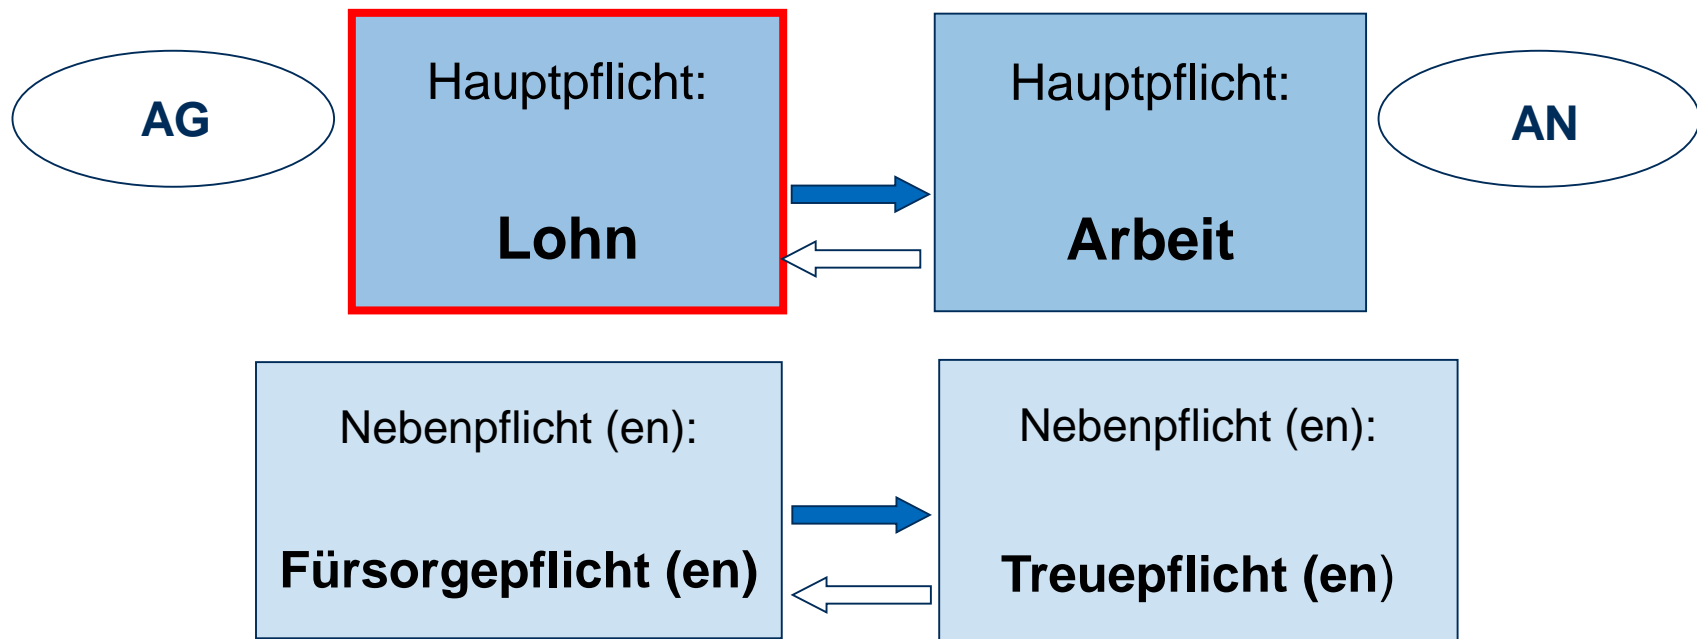 AG
Hauptpflicht:
Lohn
Hauptpflicht:
Arbeit
AN
Nebenpflicht (en):
Fürsorgepflicht (en)
Nebenpflicht (en):
Treuepflicht (en)